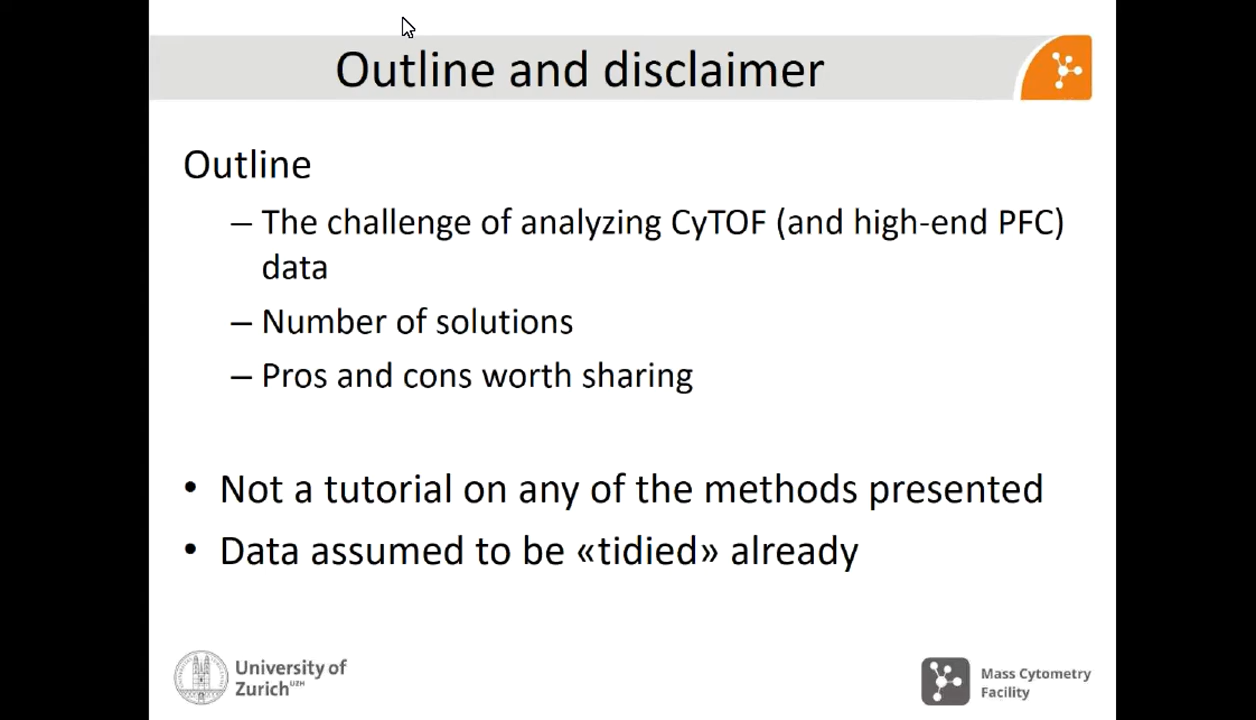 Outline and disclaimer
Outline
– The challenge of analyzing CyTOF (and high-end PFC)
data
– Number of solutions
– Pros and cons worth sharing
• Not a tutorial on any of the methods presented
• Data assumed to be «tidied» already
University of
Zurich UZH
Mass Cytometry
Facility